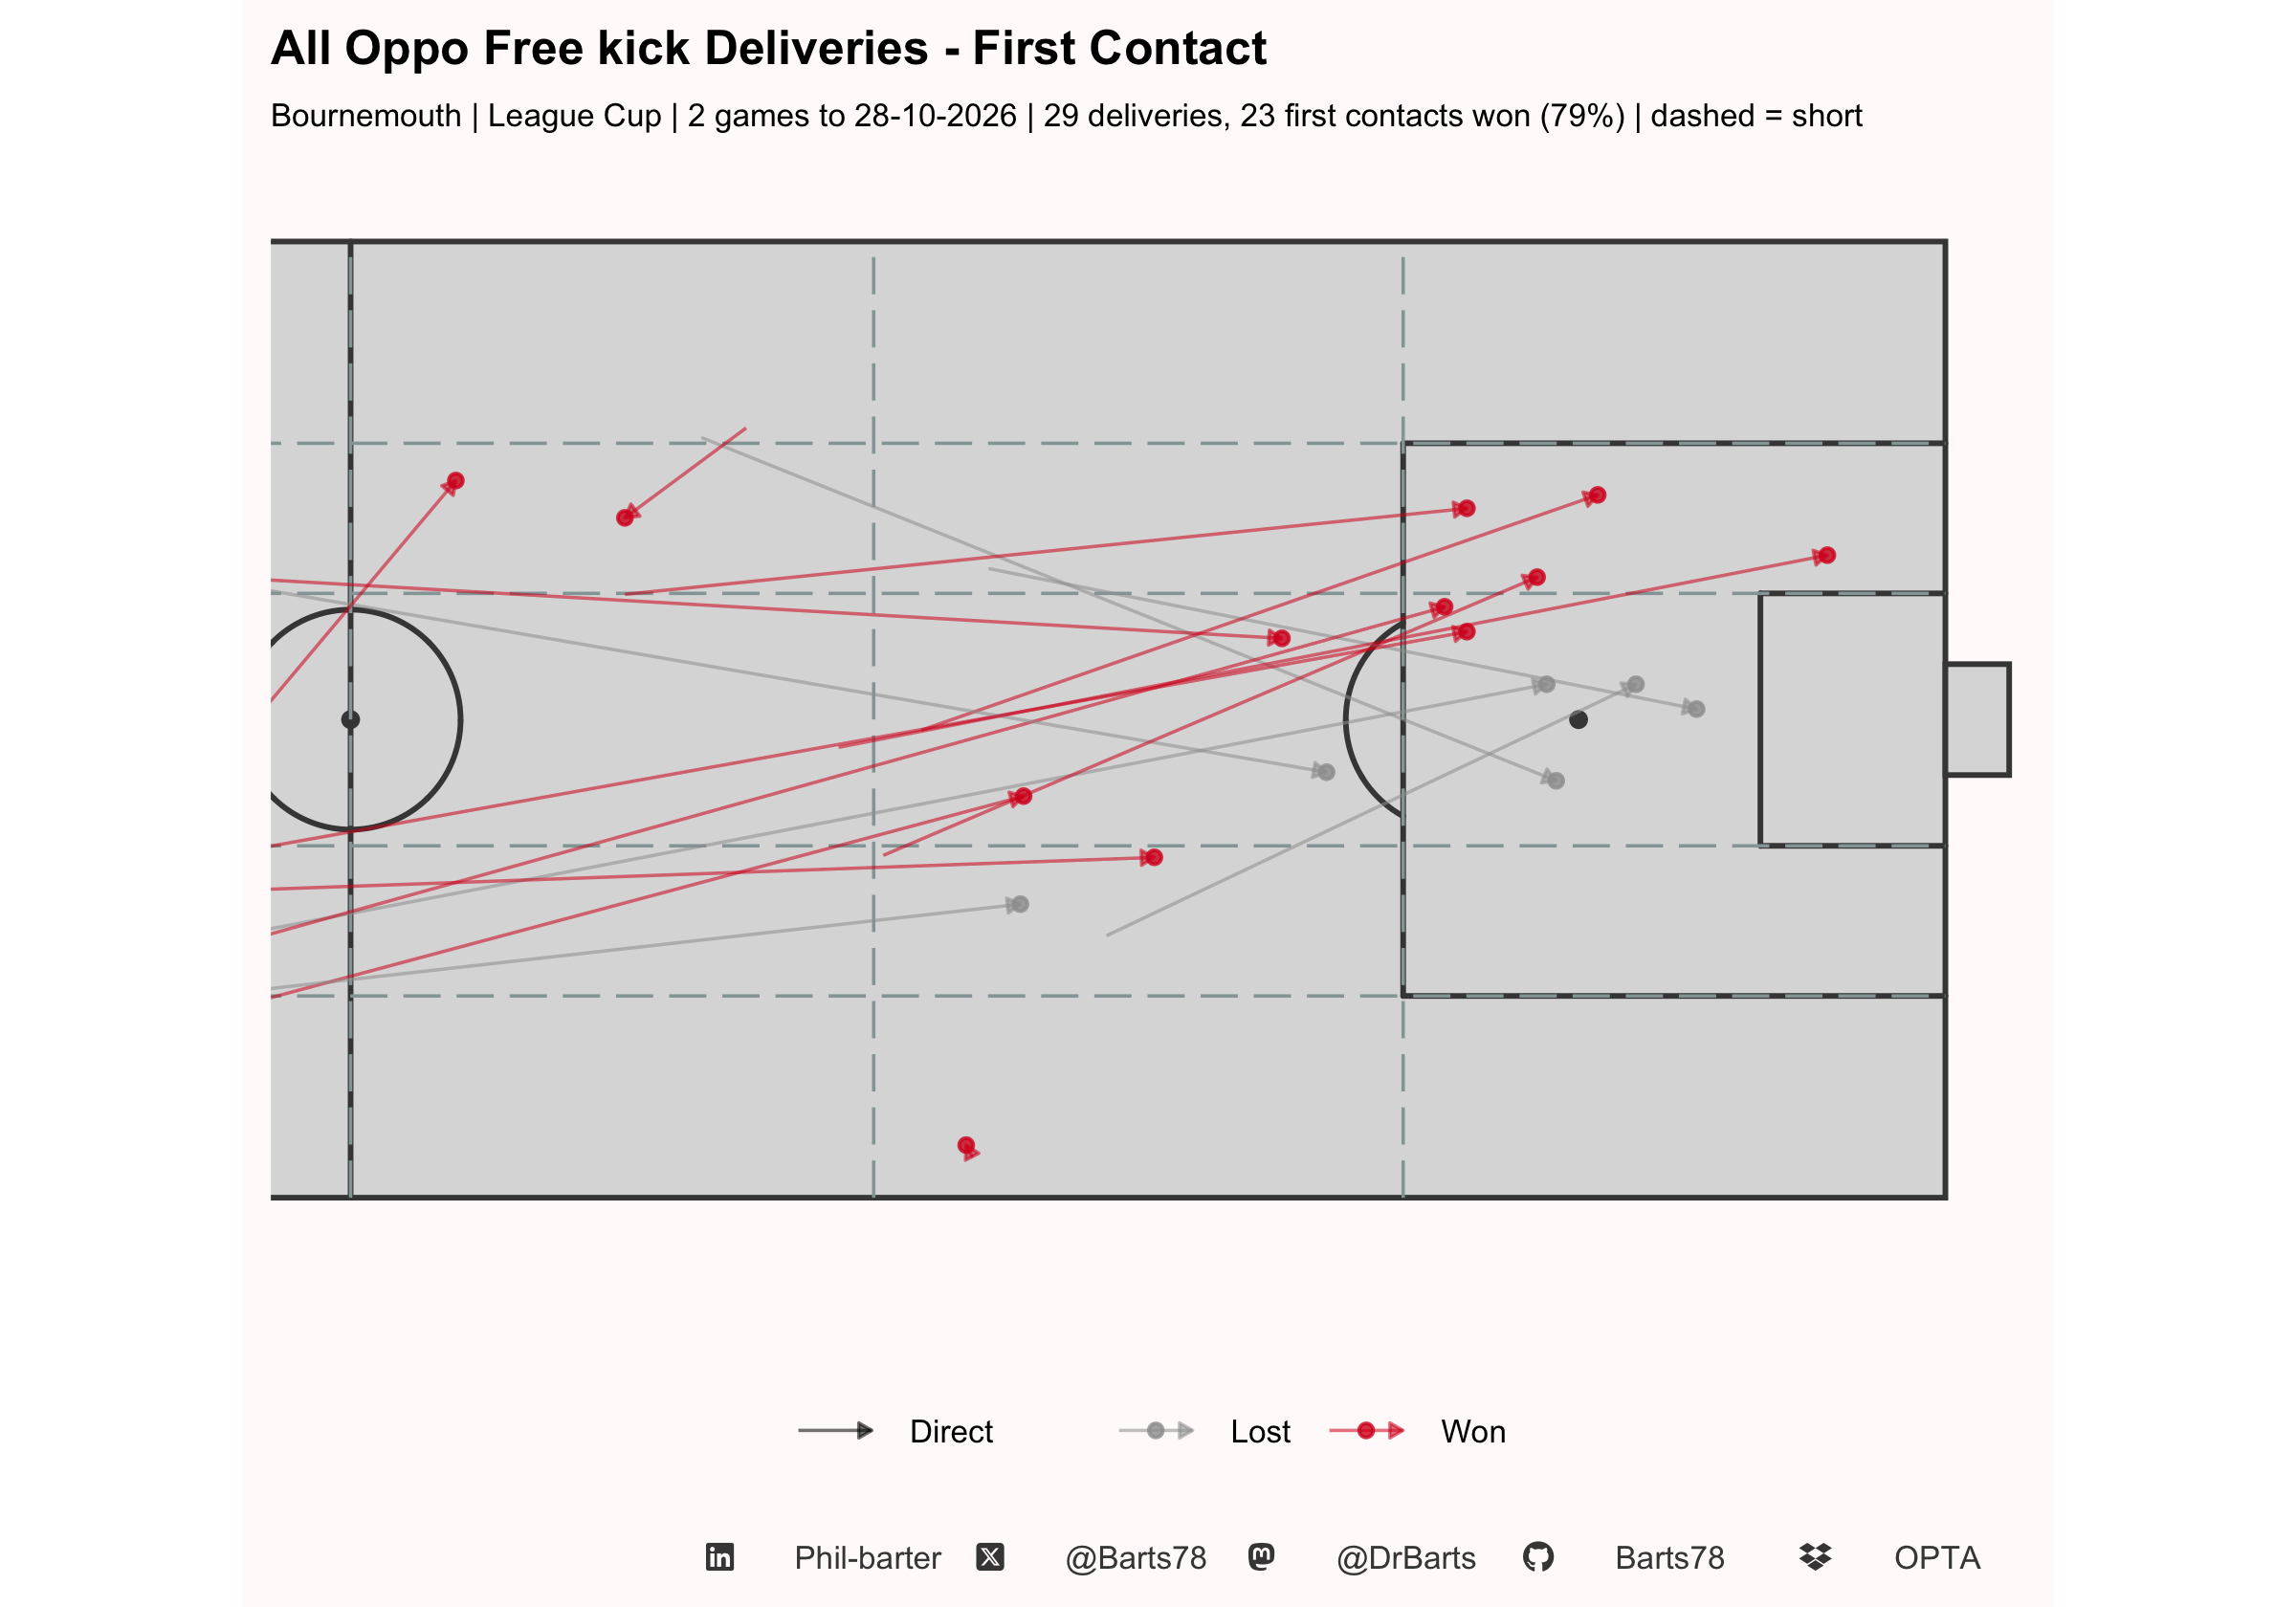 All Oppo Free kick Deliveries - First Contact
Bournemouth | League Cup | 2 games to 28-10-2026 | 29 deliveries, 23 first contacts won (79%) | dashed = short
Direct Lost Won
Phil-barter @Barts78 @DrBarts Barts78 OPTA